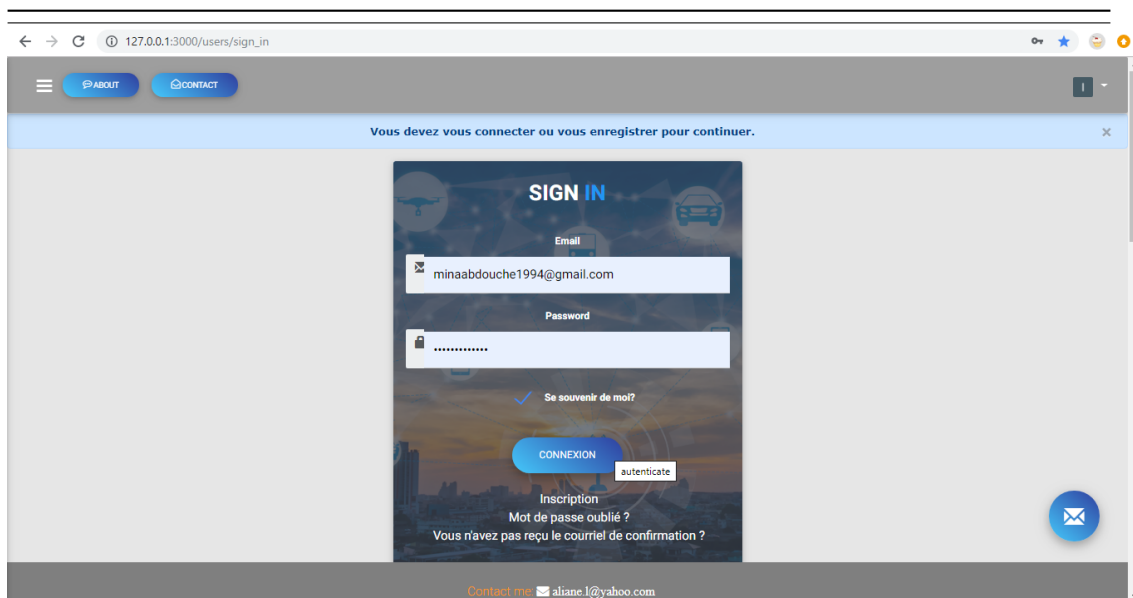 127.0.0.1:3000/users/sign_in
ABOUT
CONTACT
I
Vous devez vous connecter ou vous enregistrer pour continuer.
×
SIGN IN
Email
minaabdouche1994@gmail.com
Password
•••••••••••••
Se souvenir de moi?
CONNEXION
autenticate
Inscription
Mot de passe oublié ?
Vous n'avez pas reçu le courriel de confirmation ?
Contact me: aliane.l@yahoo.com